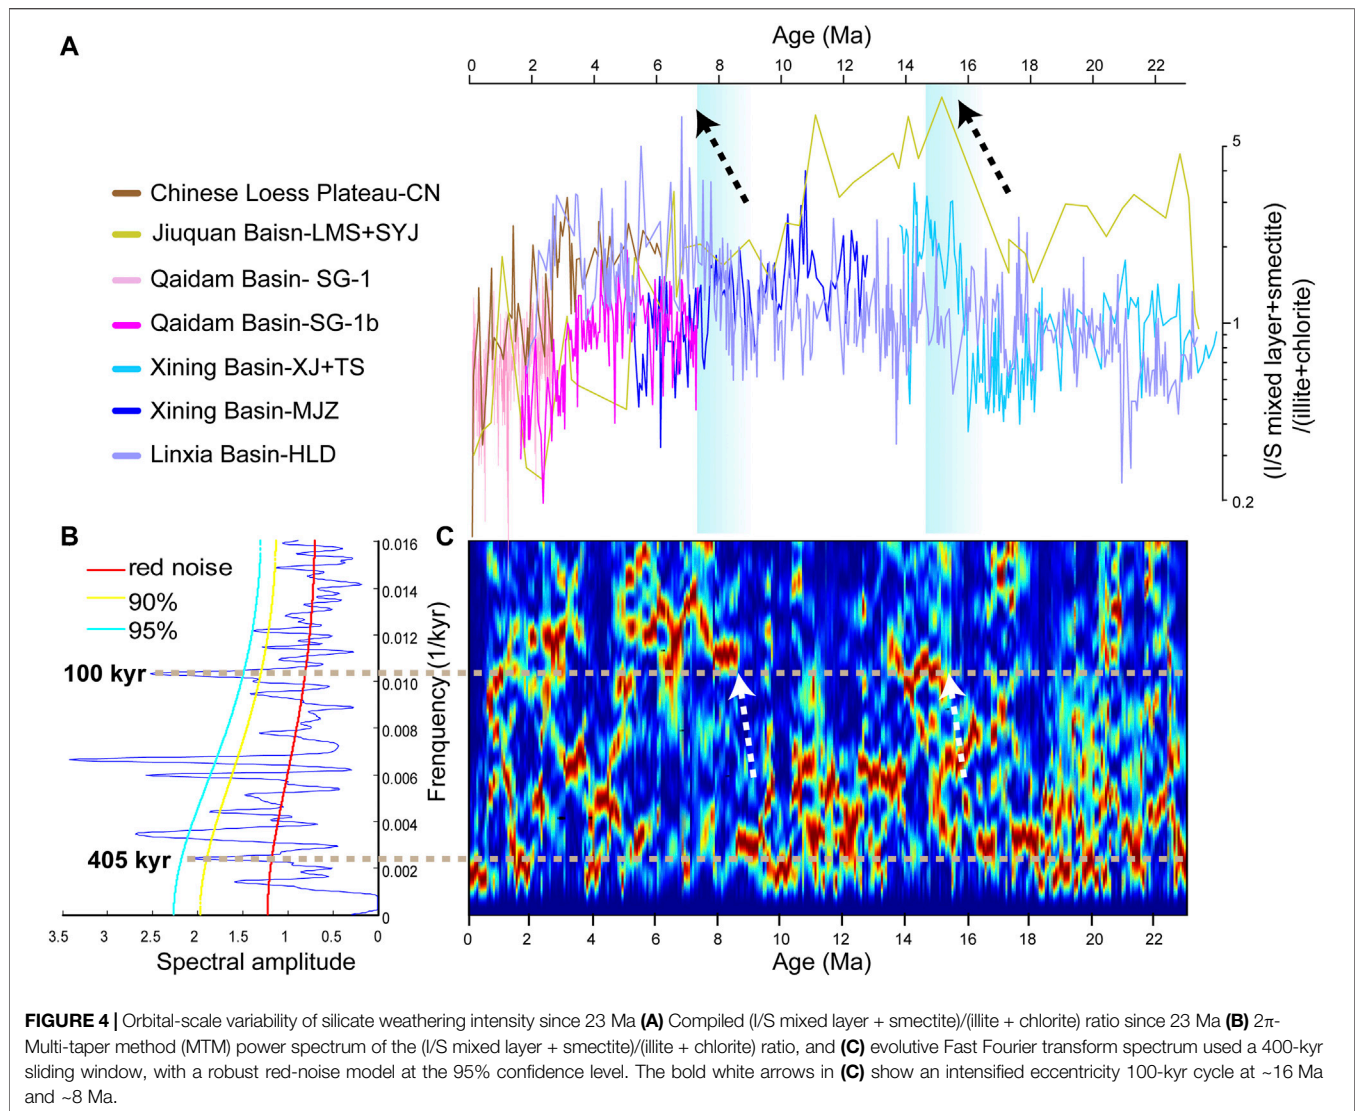 A
Age (Ma)
0 2 4 6 8 10 12 14 16 18 20 22
5
1
0.2
(I/S mixed layer+smectite)
/(illite+chlorite)
Chinese Loess Plateau-CN
Jiuquan Baisn-LMS+SYJ
Qaidam Basin- SG-1
Qaidam Basin-SG-1b
Xining Basin-XJ+TS
Xining Basin-MJZ
Linxia Basin-HLD
B
red noise
90%
95%
100 kyr
405 kyr
0.016
0.014
0.012
0.010
0.008
0.006
0.004
0.002
0
3.5 3 2.5 2 1.5 1 0.5 0
Spectral amplitude
C
Frenquency (1/kyr)
0 2 4 6 8 10 12 14 16 18 20 22
Age (Ma)
FIGURE 4 | Orbital-scale variability of silicate weathering intensity since 23 Ma (A) Compiled (I/S mixed layer + smectite)/(illite + chlorite) ratio since 23 Ma (B) 2π-
Multi-taper method (MTM) power spectrum of the (I/S mixed layer + smectite)/(illite + chlorite) ratio, and (C) evolutive Fast Fourier transform spectrum used a 400-kyr
sliding window, with a robust red-noise model at the 95% confidence level. The bold white arrows in (C) show an intensified eccentricity 100-kyr cycle at ~16 Ma
and ~8 Ma.